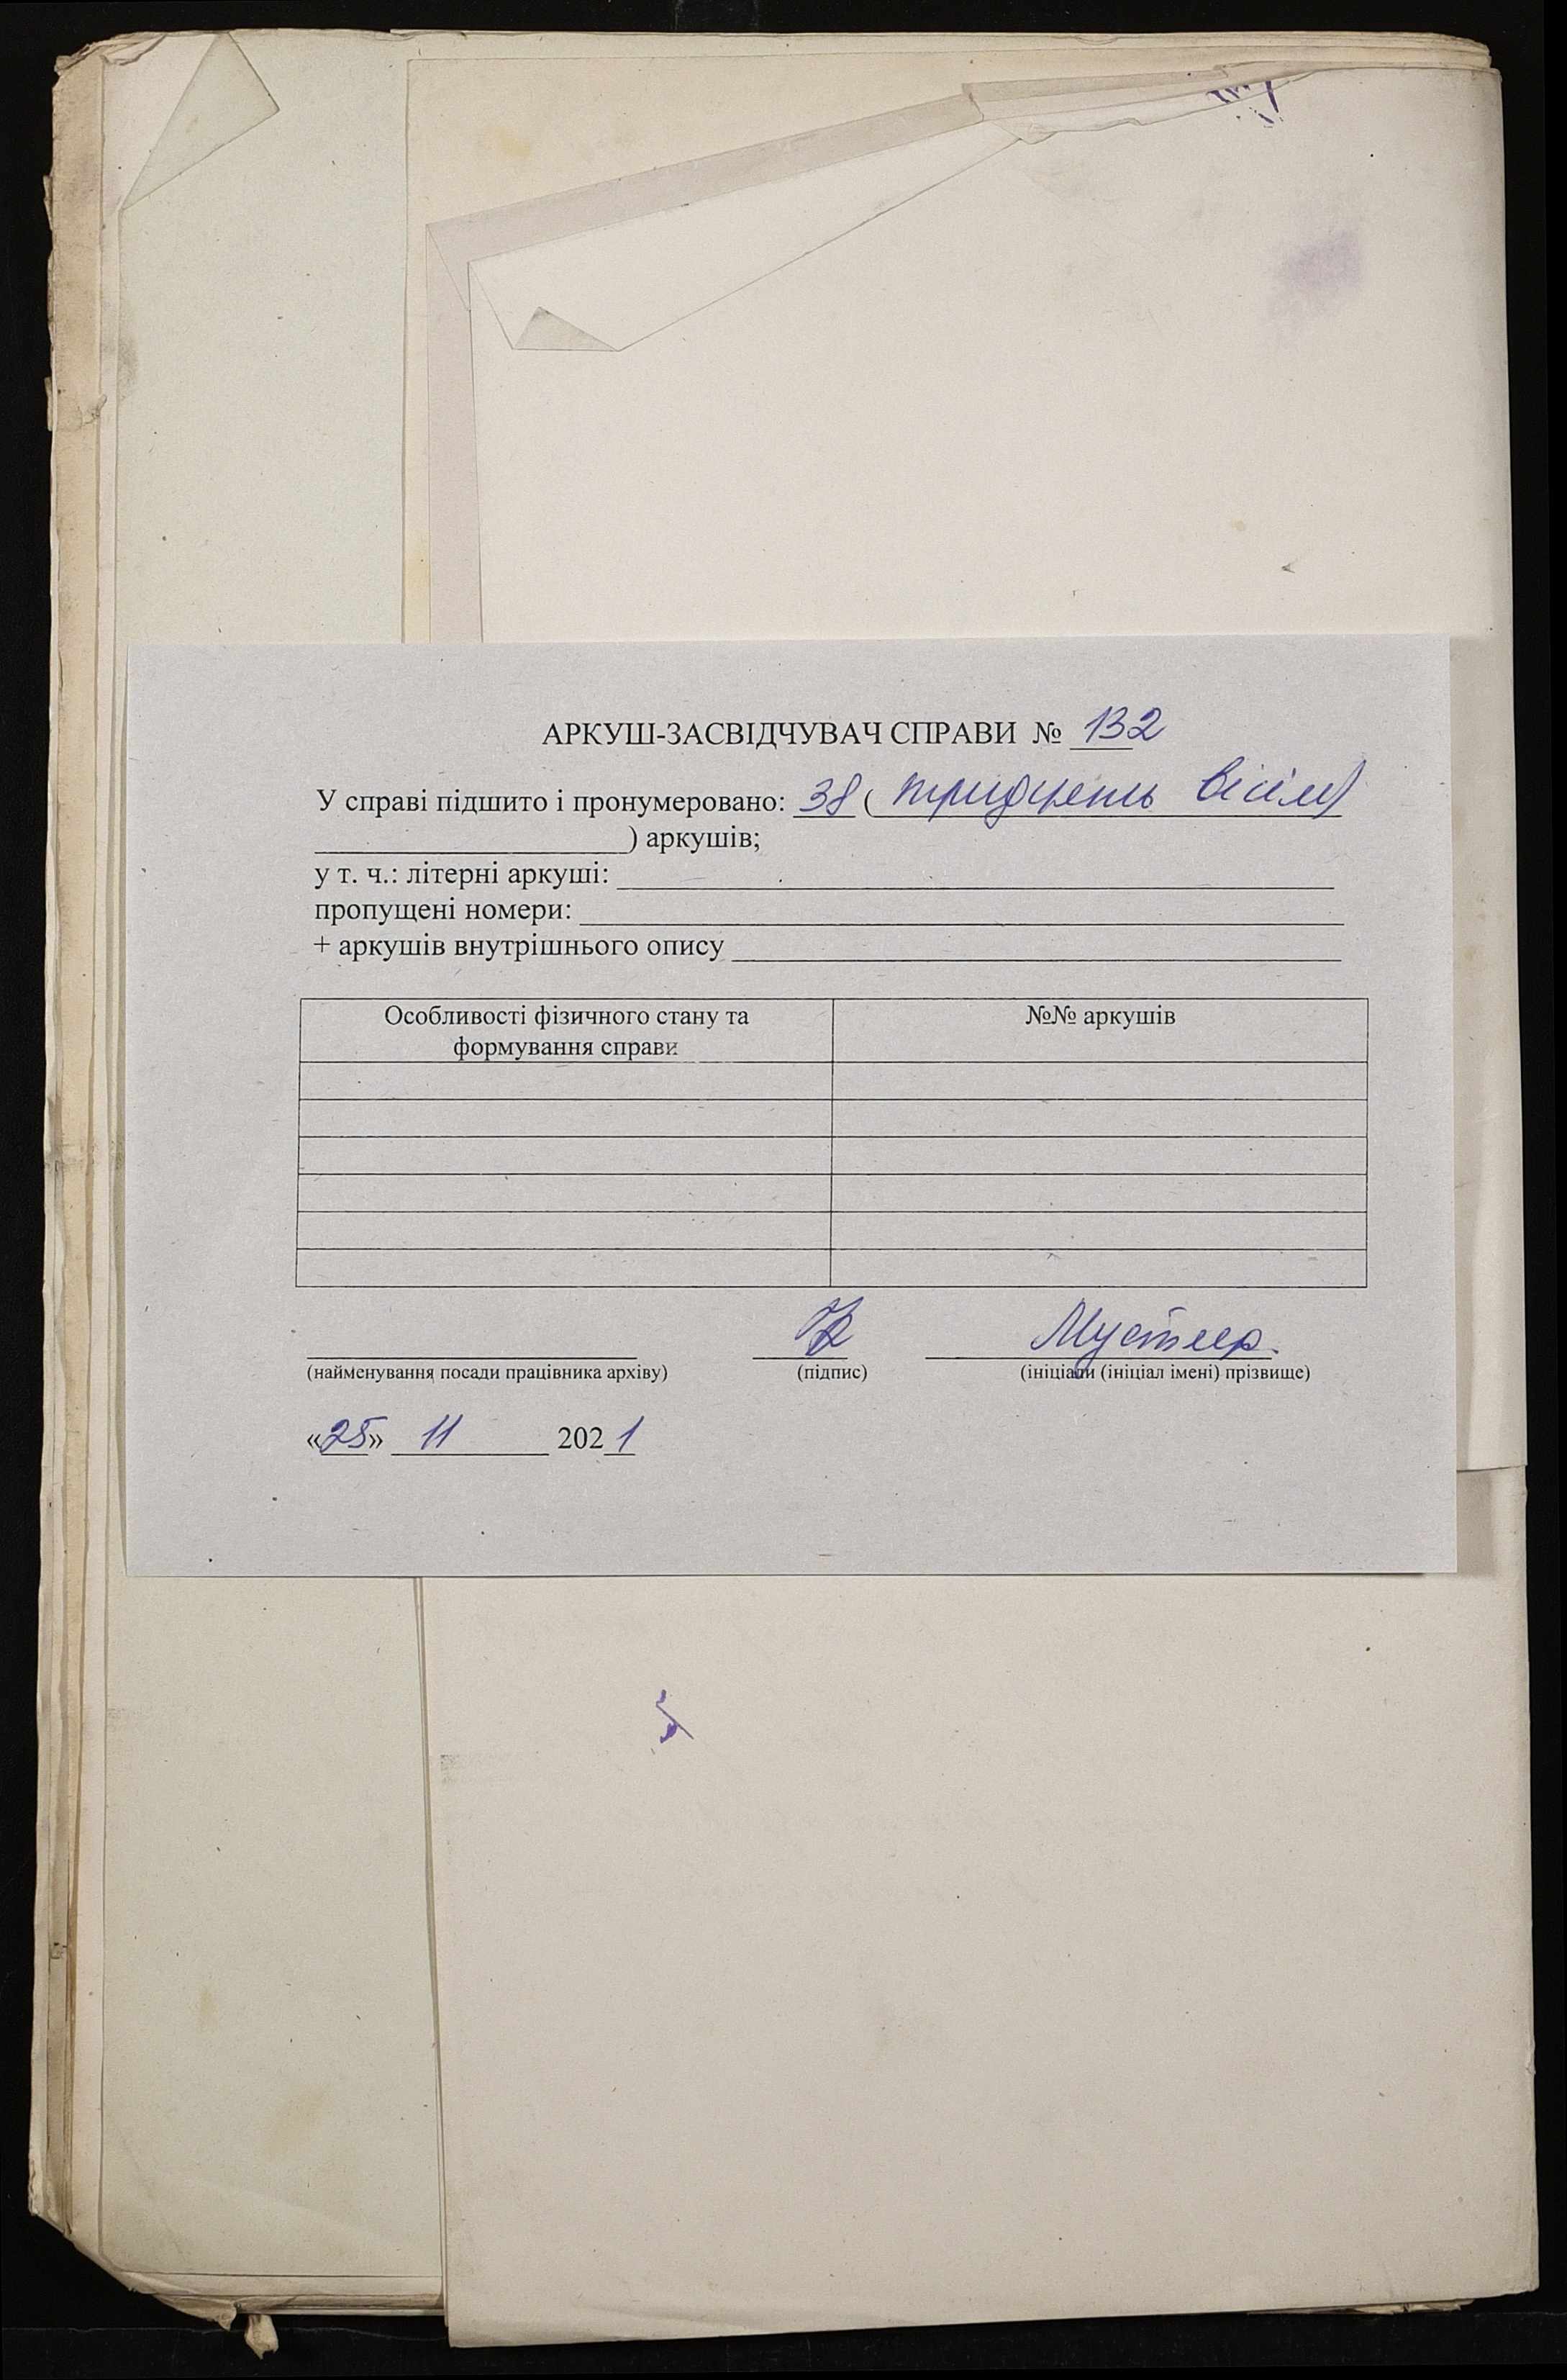 АРКУШ-ЗАСВІДЧУВАЧ СПРАВИ № 132
У справі підшито і пронумеровано: 38 ( тридцять вісім)
) аркушів;
у т. ч.: літерні аркуші:
пропущені номери:
+ аркушів внутрішнього опису
Особливості фізичного стану та
формування справи
№№ аркушів
(найменування посади працівника архіву) (підпис) (ініціали (ініціал імені) прізвище)
«25» 11 2021